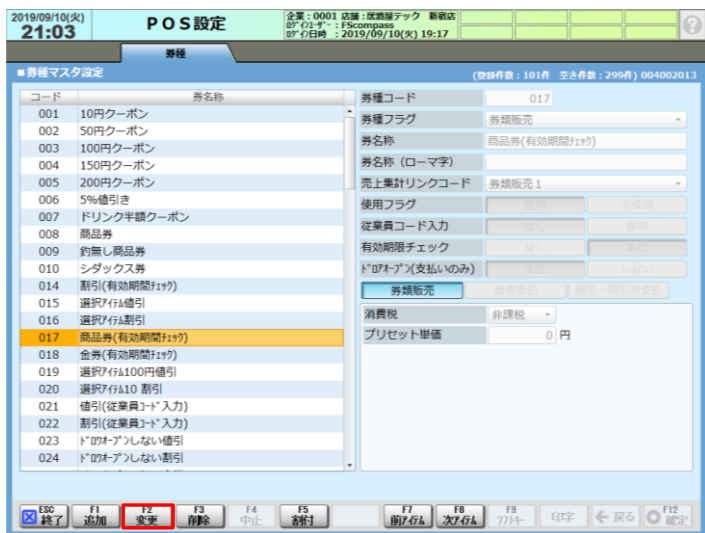 2019/09/10(火)
21:03
POS設定
企業:0001 店舗:居酒屋テック 新宿店
ﾛｸﾞｲﾝﾕｰｻﾞｰ:FScompass
ﾛｸﾞｲﾝ日時 :2019/09/10(火) 19:17
券種
■券種マスタ設定
(登録件数:101件 空き件数:299件) 004002013
コード 券名称
001 10円クーポン
002 50円クーポン
003 100円クーポン
004 150円クーポン
005 200円クーポン
006 5%値引き
007 ドリンク半額クーポン
008 商品券
009 釣無し商品券
010 シダックス券
014 割引(有効期間ﾁｪｯｸ)
015 選択ｱｲﾃﾑ値引
016 選択ｱｲﾃﾑ割引
017 商品券(有効期間ﾁｪｯｸ)
018 金券(有効期間ﾁｪｯｸ)
019 選択ｱｲﾃﾑ100円値引
020 選択ｱｲﾃﾑ10 割引
021 値引(従業員ｺｰﾄﾞ入力)
022 割引(従業員ｺｰﾄﾞ入力)
023 ﾄﾞﾛﾜｵｰﾌﾟﾝしない値引
024 ﾄﾞﾛﾜｵｰﾌﾟﾝしない割引
券種コード 017
券種フラグ 券類販売
券名称 商品券(有効期間ﾁｪｯｸ)
券名称(ローマ字)
売上集計リンクコード 券類販売1
使用フラグ 使用 未使用
従業員コード入力 なし 強制
有効期限チェック なし あり
ﾄﾞﾛｱｵｰﾌﾟﾝ(支払いのみ) する しない
券類販売 金券支払 値引・割引券支払
消費税 非課税
プリセット単価 0 円
ESC 終了
F1 追加
F2 変更
F3 削除
F4 中止
F5 割付
F7 前ｱｲﾃﾑ
F8 次ｱｲﾃﾑ
F9 ｿﾌﾄｷｰ
印字
戻る
F12 確定